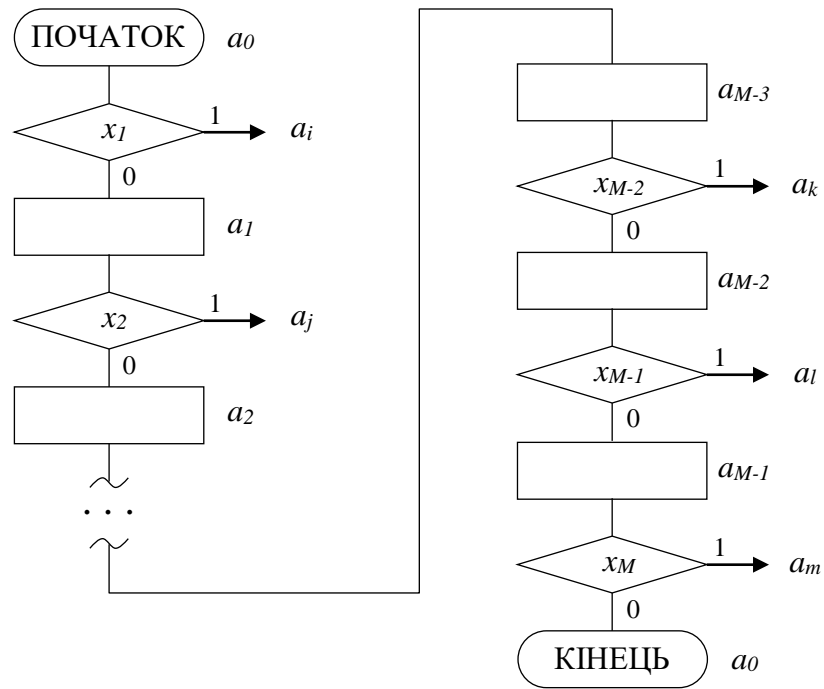 ПОЧАТОК a0
x1 1 ai
0
a1
x2 1 aj
0
a2
. . .
aM-3
xM-2 1 ak
0
aM-2
xM-1 1 al
0
aM-1
xM 1 am
0
КІНЕЦЬ a0